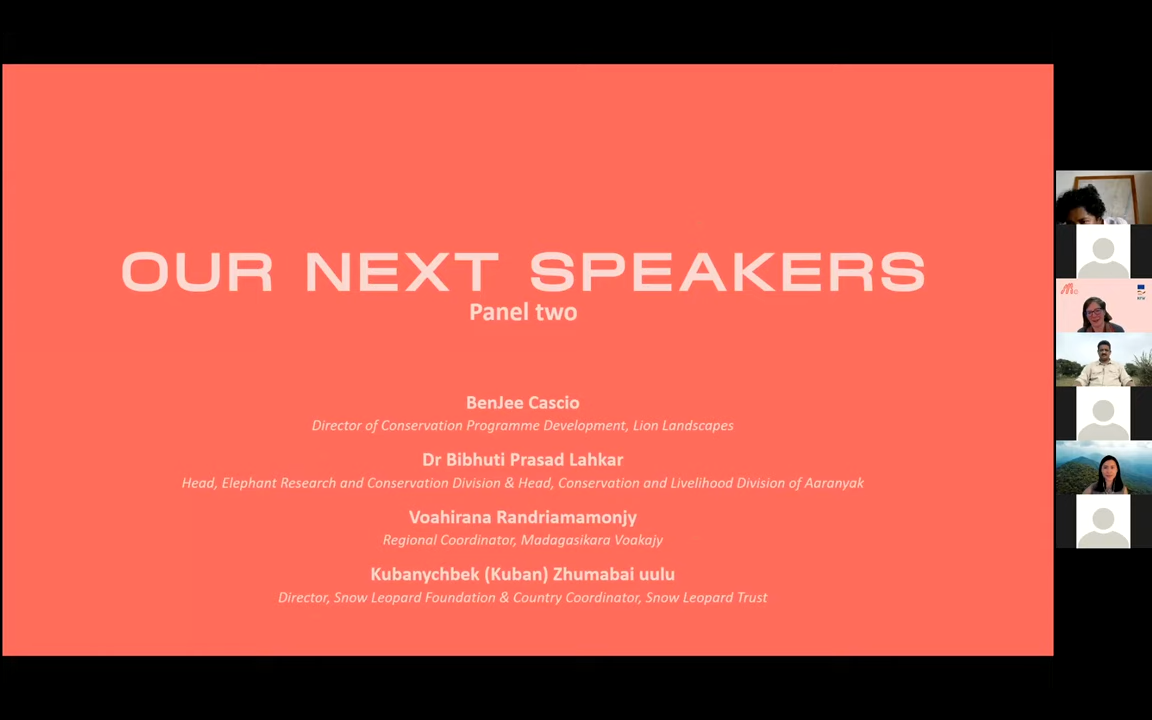 OUR NEXT SPEAKERS
Panel two
BenJee Cascio
Director of Conservation Programme Development, Lion Landscapes
Dr Bibhuti Prasad Lahkar
Head, Elephant Research and Conservation Division & Head, Conservation and Livelihood Division of Aaranyak
Voahirana Randriamamonjy
Regional Coordinator, Madagasikara Voakajy
Kubanychbek (Kuban) Zhumabai uulu
Director, Snow Leopard Foundation & Country Coordinator, Snow Leopard Trust